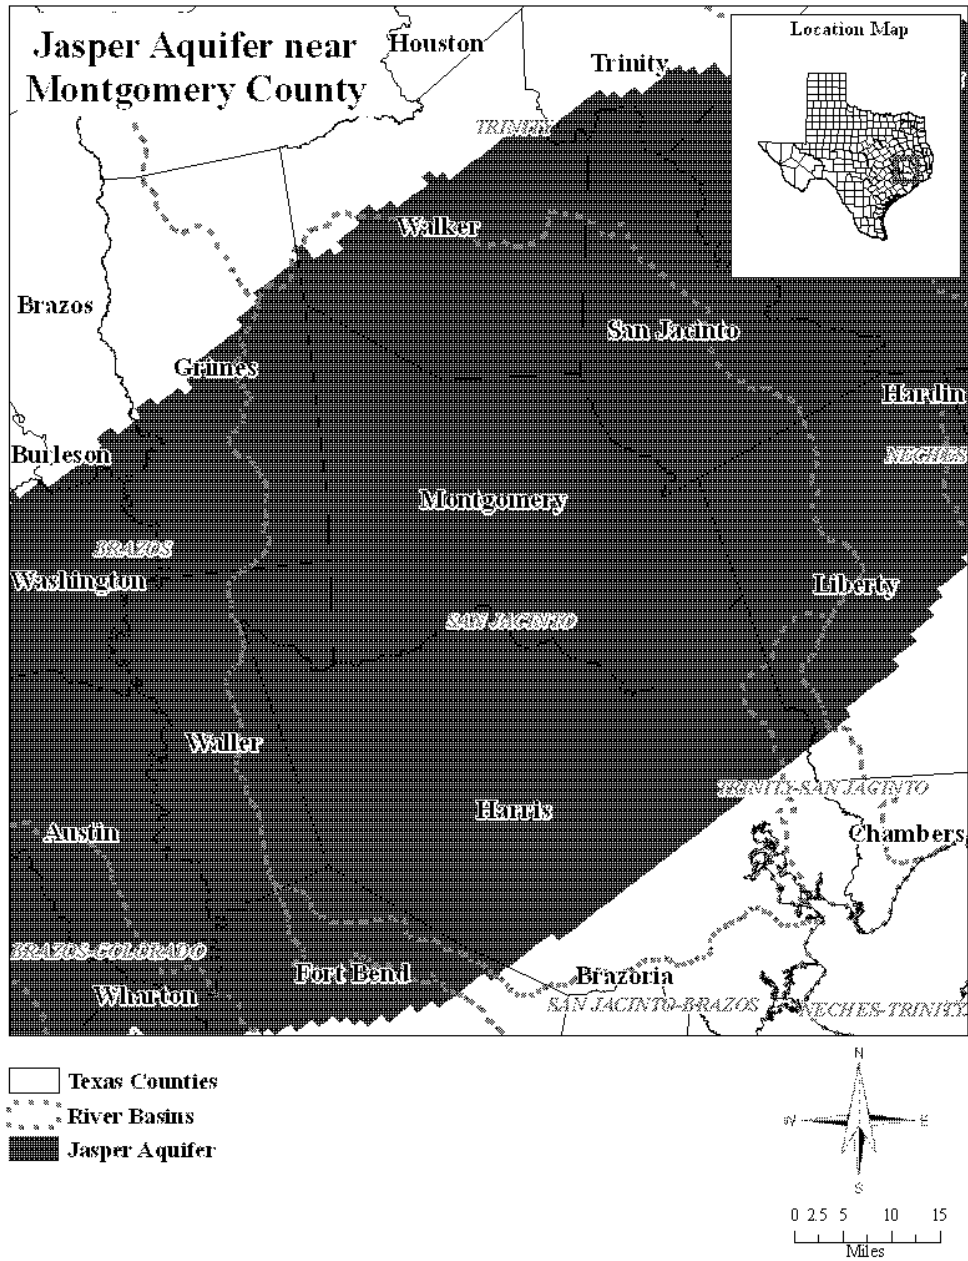 Jasper Aquifer near
Montgomery County
Houston
Trinity
Location Map
TRINITY
Walker
Brazos
San Jacinto
Grimes
Hardin
Burleson
NECHES
Montgomery
BRAZOS
Washington
Liberty
SAN JACINTO
Waller
TRINITY-SAN JACINTO
Harris
Austin
Chambers
BRAZOS-COLORADO
Fort Bend
Brazoria
Wharton
SAN JACINTO-BRAZOS
NECHES-TRINITY
Texas Counties
River Basins
Jasper Aquifer
N
W
E
S
0 2.5 5 10 15
Miles